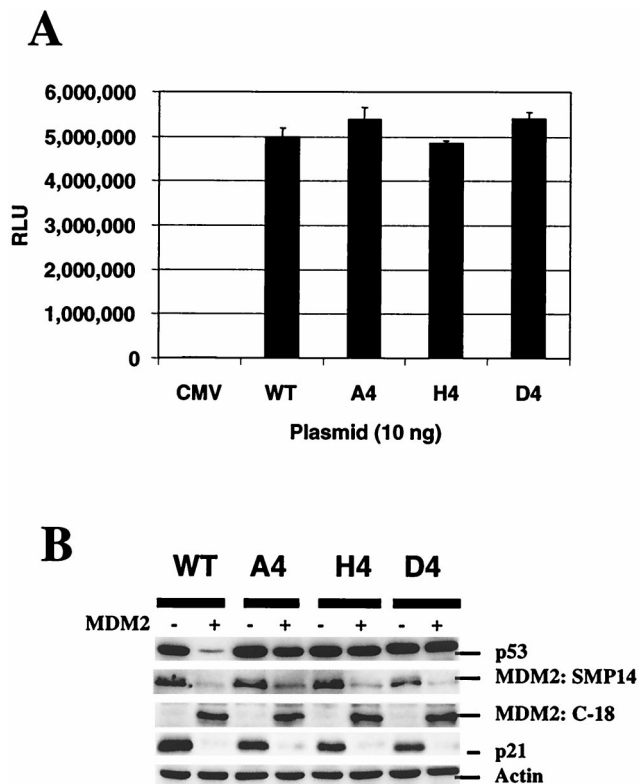 A
6,000,000
5,000,000
4,000,000
3,000,000
2,000,000
1,000,000
0
RLU
CMV WT A4 H4 D4
Plasmid (10 ng)
B
WT A4 H4 D4
MDM2 - + - + - + - +
p53
MDM2: SMP14
MDM2: C-18
p21
Actin